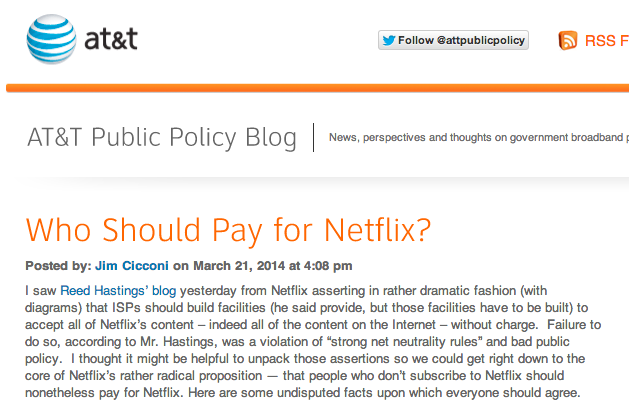 at&t
Follow @attpublicpolicy
RSS F
AT&T Public Policy Blog
News, perspectives and thoughts on government broadband p
Who Should Pay for Netflix?
Posted by: Jim Cicconi on March 21, 2014 at 4:08 pm
I saw Reed Hastings’ blog yesterday from Netflix asserting in rather dramatic fashion (with
diagrams) that ISPs should build facilities (he said provide, but those facilities have to be built) to
accept all of Netflix’s content – indeed all of the content on the Internet – without charge.  Failure to
do so, according to Mr. Hastings, was a violation of “strong net neutrality rules” and bad public
policy.  I thought it might be helpful to unpack those assertions so we could get right down to the
core of Netflix’s rather radical proposition — that people who don’t subscribe to Netflix should
nonetheless pay for Netflix. Here are some undisputed facts upon which everyone should agree.